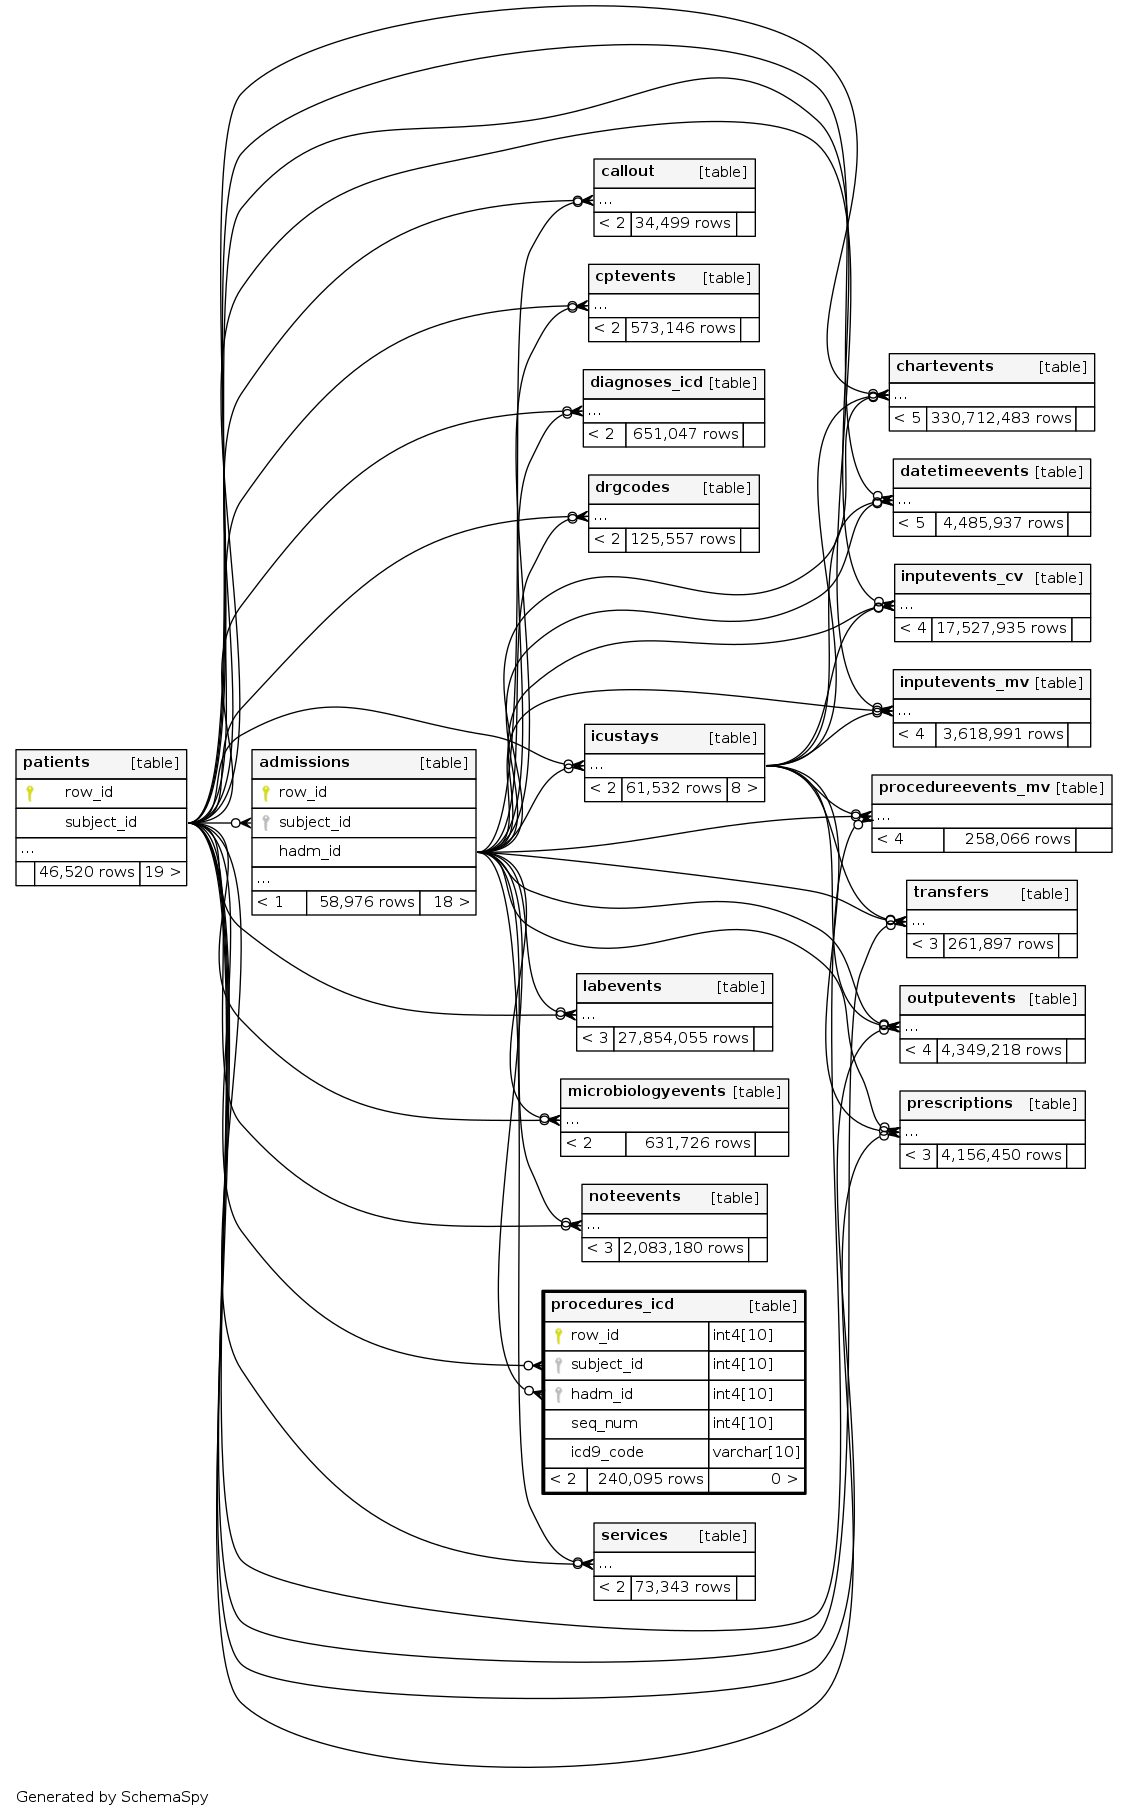 callout [table]
...
< 2 34,499 rows
cptevents [table]
...
< 2 573,146 rows
diagnoses_icd [table]
...
< 2 651,047 rows
drgcodes [table]
...
< 2 125,557 rows
chartevents [table]
...
< 5 330,712,483 rows
datetimeevents [table]
...
< 5 4,485,937 rows
inputevents_cv [table]
...
< 4 17,527,935 rows
inputevents_mv [table]
...
< 4 3,618,991 rows
patients [table]
row_id
subject_id
...
46,520 rows 19 >
admissions [table]
row_id
subject_id
hadm_id
...
< 1 58,976 rows 18 >
icustays [table]
...
< 2 61,532 rows 8 >
procedureevents_mv [table]
...
< 4 258,066 rows
transfers [table]
...
< 3 261,897 rows
outputevents [table]
...
< 4 4,349,218 rows
prescriptions [table]
...
< 3 4,156,450 rows
labevents [table]
...
< 3 27,854,055 rows
microbiologyevents [table]
...
< 2 631,726 rows
noteevents [table]
...
< 3 2,083,180 rows
procedures_icd [table]
row_id int4[10]
subject_id int4[10]
hadm_id int4[10]
seq_num int4[10]
icd9_code varchar[10]
< 2 240,095 rows 0 >
services [table]
...
< 2 73,343 rows
Generated by SchemaSpy